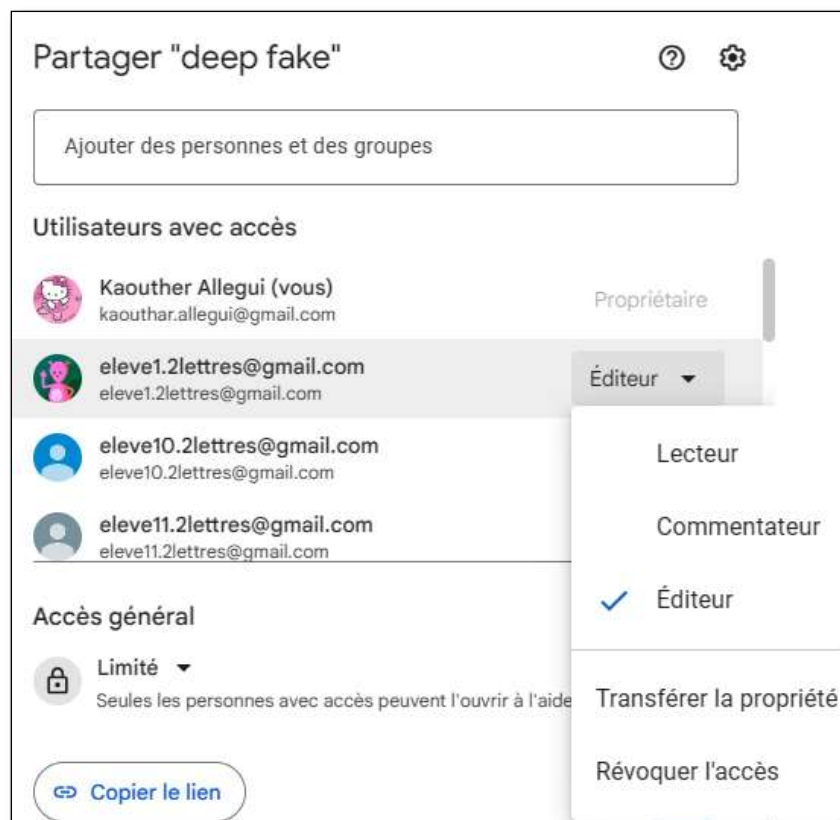 Partager "deep fake"
Ajouter des personnes et des groupes
Utilisateurs avec accès
Kaouther Allegui (vous)
kaouthar.allegui@gmail.com
Propriétaire
eleve1.2lettres@gmail.com
eleve1.2lettres@gmail.com
Éditeur
eleve10.2lettres@gmail.com
eleve10.2lettres@gmail.com
eleve11.2lettres@gmail.com
eleve11.2lettres@gmail.com
Lecteur
Commentateur
Éditeur
Transférer la propriété
Révoquer l'accès
Accès général
Limité
Seules les personnes avec accès peuvent l'ouvrir à l'aide
Copier le lien